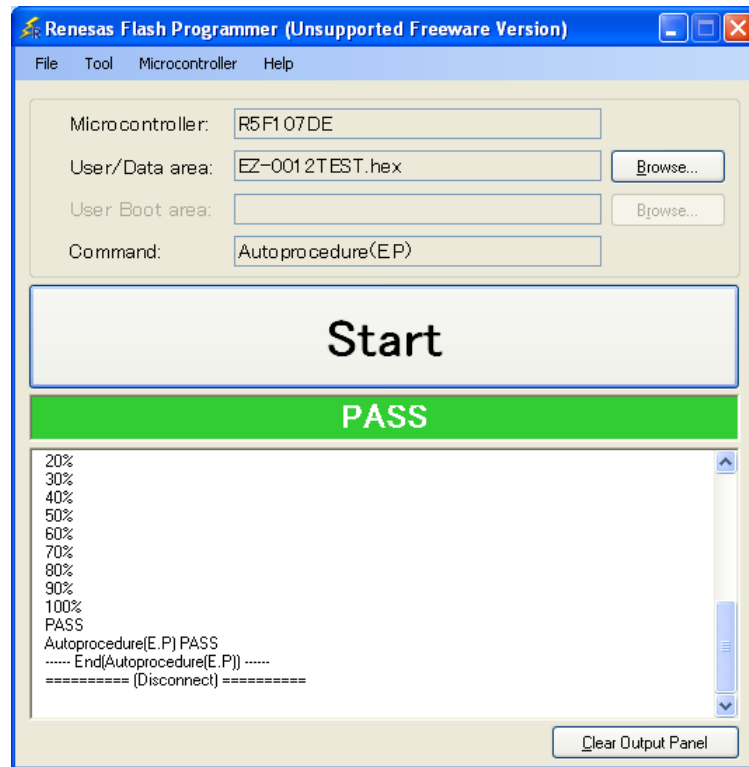 Renesas Flash Programmer (Unsupported Freeware Version)
File Tool Microcontroller Help
Microcontroller: R5F107DE
User/Data area: EZ-0012TEST.hex Browse...
User Boot area: Browse...
Command: Autoprocedure(E.P)
Start
PASS
20%
30%
40%
50%
60%
70%
80%
90%
100%
PASS
Autoprocedure(E.P) PASS
------ End(Autoprocedure(E.P)) ------
========== (Disconnect) ==========
Clear Output Panel